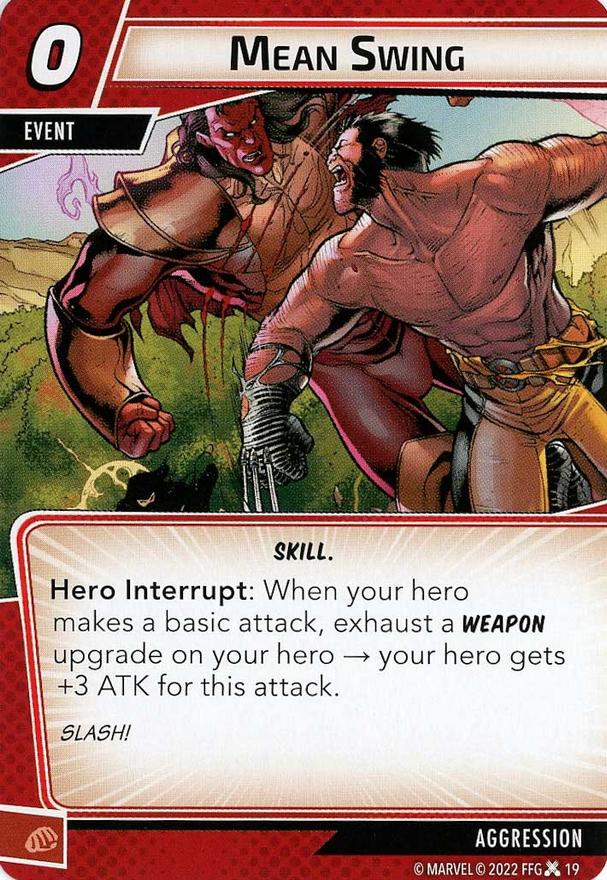 0
MEAN SWING
EVENT
SKILL.
Hero Interrupt: When your hero
makes a basic attack, exhaust a WEAPON
upgrade on your hero → your hero gets
+3 ATK for this attack.
SLASH!
AGGRESSION
© MARVEL © 2022 FFG 19